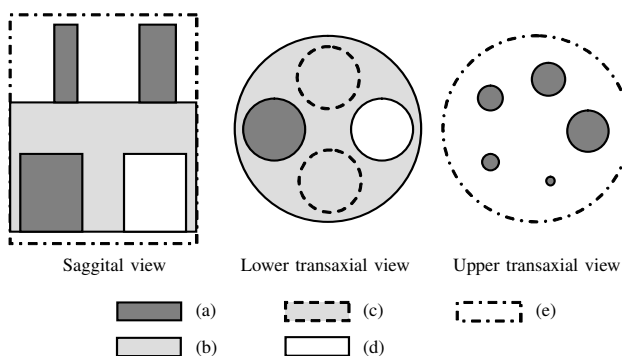 Saggital view Lower transaxial view Upper transaxial view
(a) (c) (e)
(b) (d)